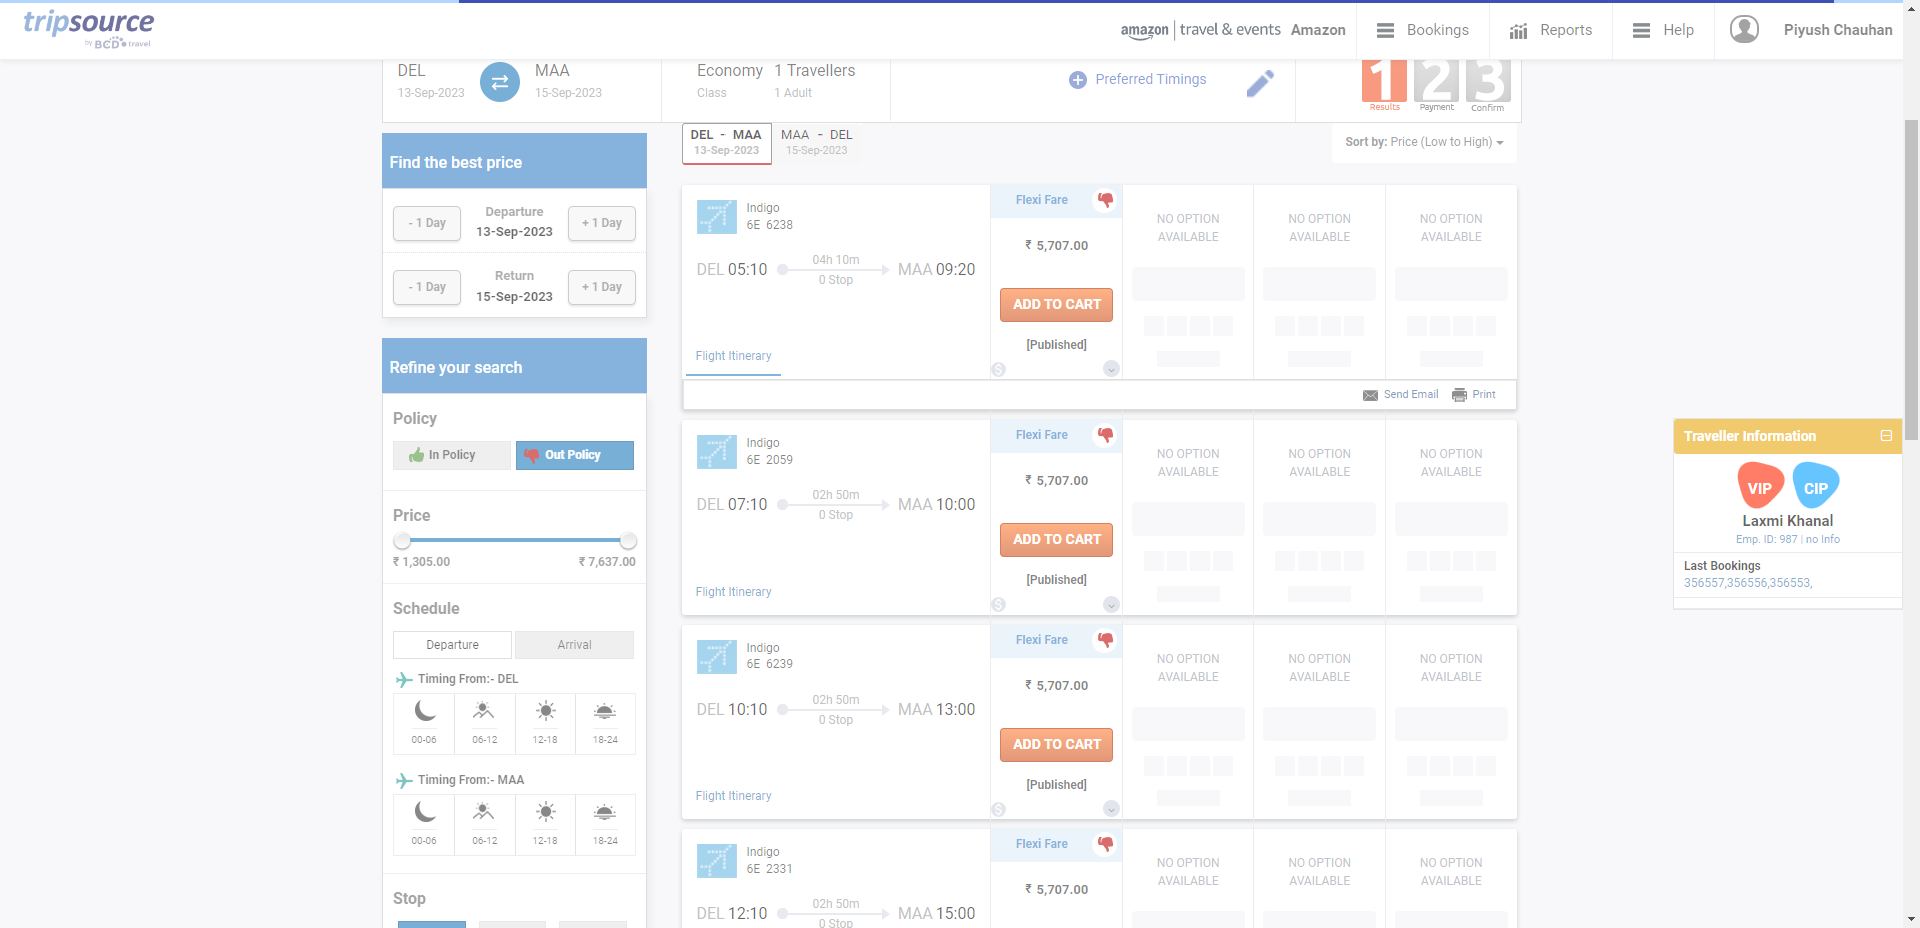 tripsource
by BCD travel
amazon | travel & events Amazon
Bookings
Reports
Help
Piyush Chauhan
DEL
13-Sep-2023
MAA
15-Sep-2023
Economy
Class
1 Travellers
1 Adult
Preferred Timings
1 2 3
Results
Payment
Confirm
Find the best price
- 1 Day
Departure
13-Sep-2023
+ 1 Day
- 1 Day
Return
15-Sep-2023
+ 1 Day
Refine your search
Policy
In Policy
Out Policy
Price
₹ 1,305.00
₹ 7,637.00
Schedule
Departure
Arrival
Timing From:- DEL
00-06
06-12
12-18
18-24
Timing From:- MAA
00-06
06-12
12-18
18-24
Stop
DEL - MAA
13-Sep-2023
MAA - DEL
15-Sep-2023
Sort by: Price (Low to High)
Indigo
6E 6238
DEL 05:10
04h 10m
0 Stop
MAA 09:20
Flight Itinerary
Flexi Fare
₹ 5,707.00
ADD TO CART
[Published]
$
NO OPTION
AVAILABLE
NO OPTION
AVAILABLE
NO OPTION
AVAILABLE
Send Email
Print
Indigo
6E 2059
DEL 07:10
02h 50m
0 Stop
MAA 10:00
Flight Itinerary
Flexi Fare
₹ 5,707.00
ADD TO CART
[Published]
$
NO OPTION
AVAILABLE
NO OPTION
AVAILABLE
NO OPTION
AVAILABLE
Indigo
6E 6239
DEL 10:10
02h 50m
0 Stop
MAA 13:00
Flight Itinerary
Flexi Fare
₹ 5,707.00
ADD TO CART
[Published]
$
NO OPTION
AVAILABLE
NO OPTION
AVAILABLE
NO OPTION
AVAILABLE
Indigo
6E 2331
DEL 12:10
02h 50m
0 Stop
MAA 15:00
Flexi Fare
₹ 5,707.00
NO OPTION
AVAILABLE
NO OPTION
AVAILABLE
NO OPTION
AVAILABLE
Traveller Information
VIP
CIP
Laxmi Khanal
Emp. ID: 987 | no Info
Last Bookings
356557,356556,356553,